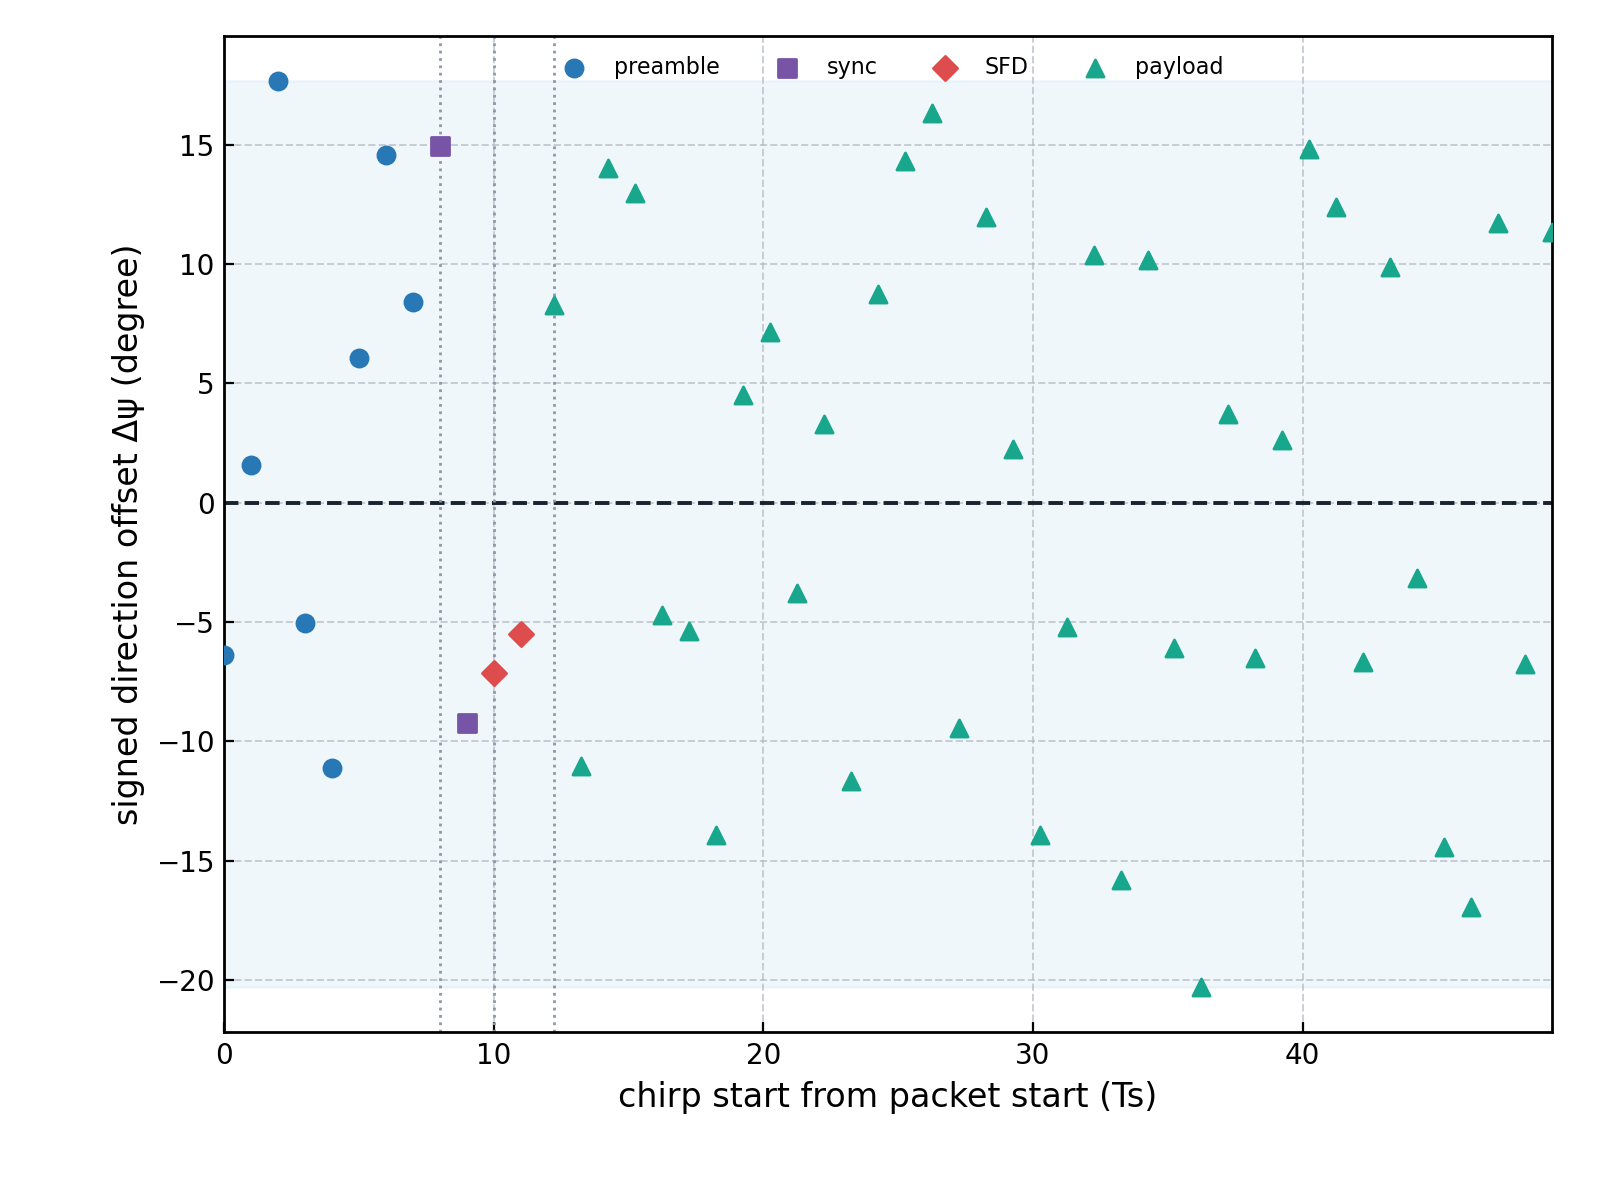 preamble sync SFD payload
15
10
5
0
−5
−10
−15
−20
signed direction offset Δψ (degree)
0 10 20 30 40
chirp start from packet start (Ts)